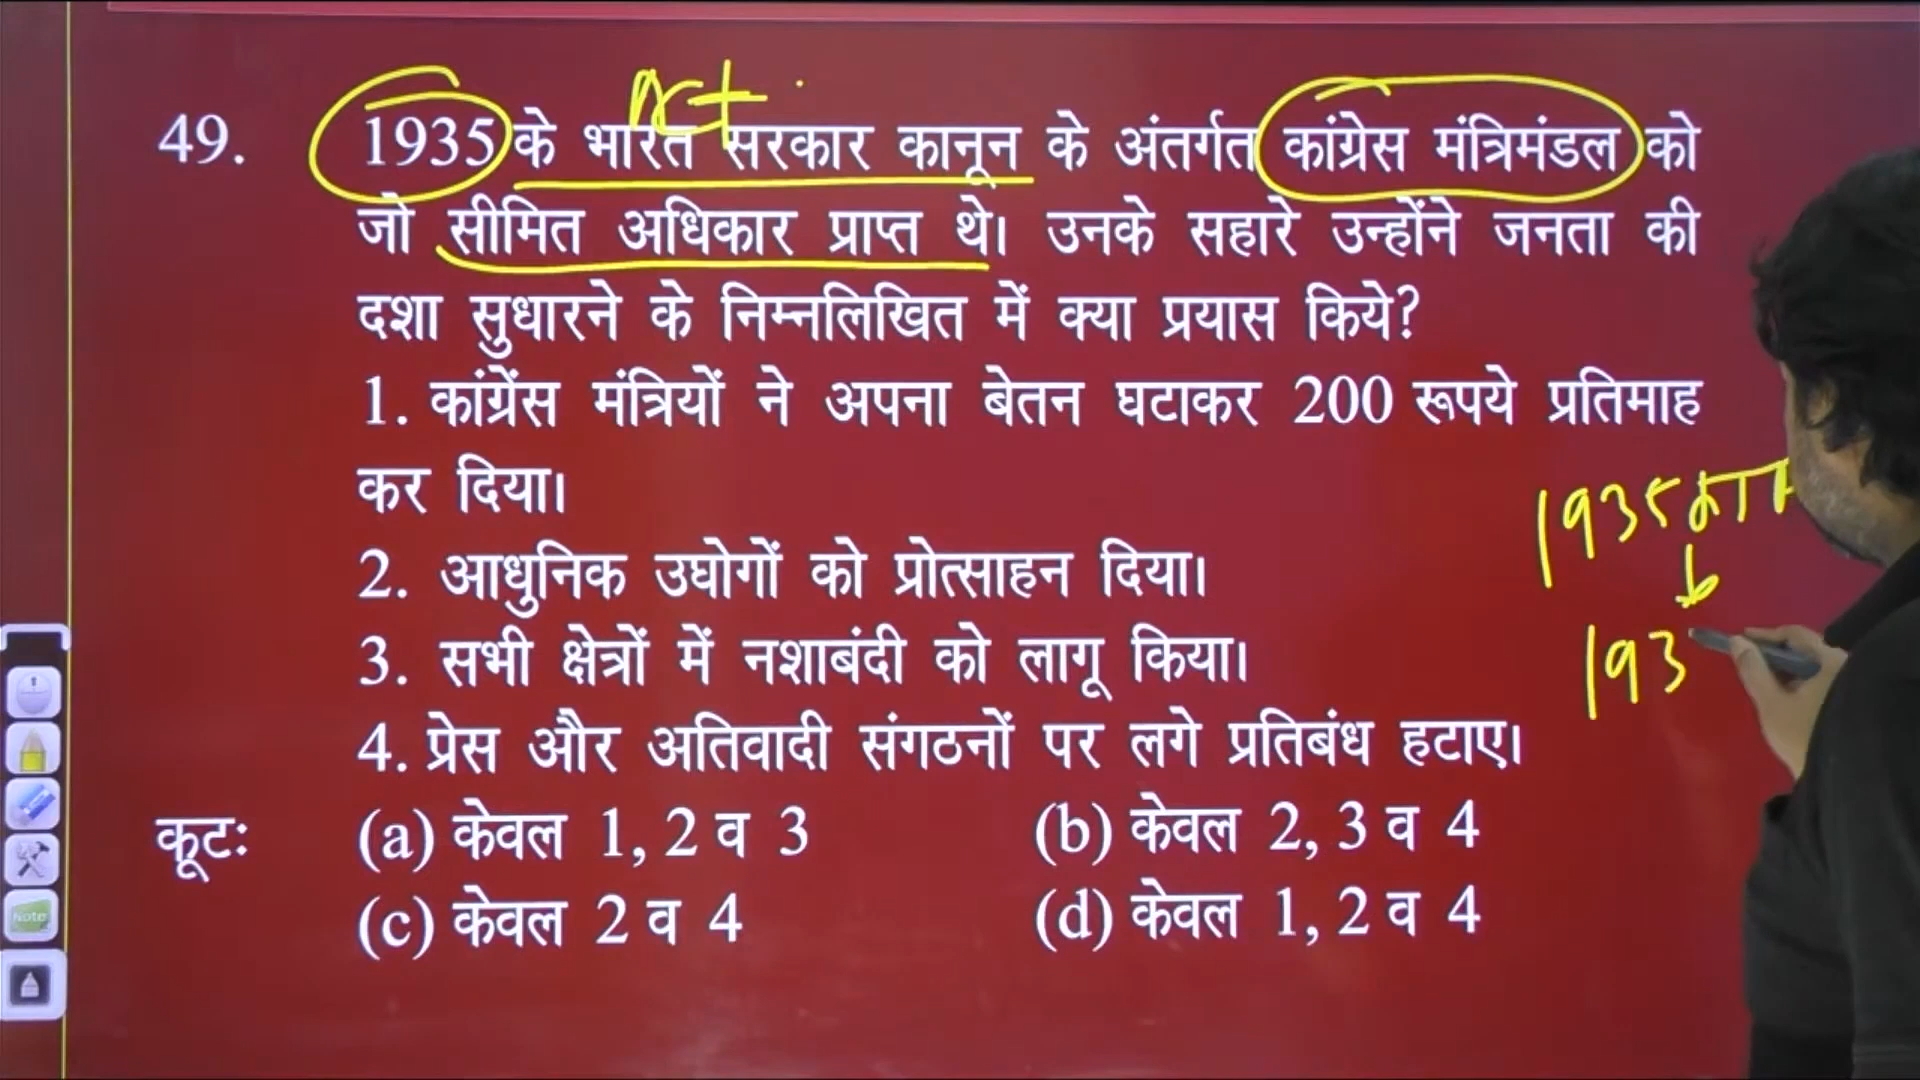 act
49. 1935 के भारत सरकार कानून के अंतर्गत कांग्रेस मंत्रिमंडल को
जो सीमित अधिकार प्राप्त थे। उनके सहारे उन्होंने जनता की
दशा सुधारने के निम्नलिखित में क्या प्रयास किये?
1. कांग्रेंस मंत्रियों ने अपना बेतन घटाकर 200 रूपये प्रतिमाह
कर दिया।
2. आधुनिक उघोगों को प्रोत्साहन दिया।
3. सभी क्षेत्रों में नशाबंदी को लागू किया।
4. प्रेस और अतिवादी संगठनों पर लगे प्रतिबंध हटाए।
कूटः (a) केवल 1, 2 व 3 (b) केवल 2, 3 व 4
(c) केवल 2 व 4 (d) केवल 1, 2 व 4
1935
193
Note